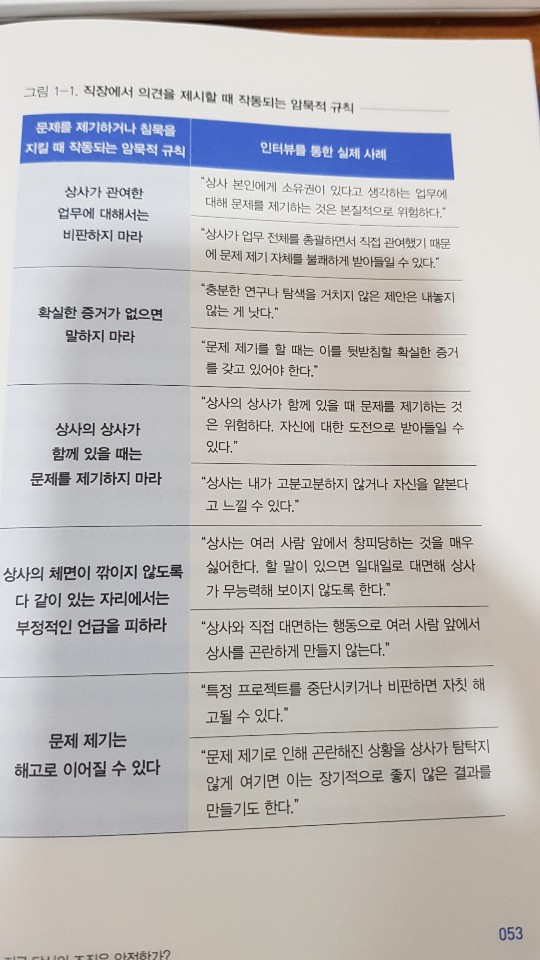 그림 1-1. 직장에서 의견을 제시할 때 작동되는 암묵적 규칙
문제를 제기하거나 침묵을
지킬 때 작동되는 암묵적 규칙
인터뷰를 통한 실제 사례
상사가 관여한
업무에 대해서는
비판하지 마라
“상사 본인에게 소유권이 있다고 생각하는 업무에
대해 문제를 제기하는 것은 본질적으로 위험하다.”
“상사가 업무 전체를 총괄하면서 직접 관여했기 때문
에 문제 제기 자체를 불쾌하게 받아들일 수 있다.”
확실한 증거가 없으면
말하지 마라
“충분한 연구나 탐색을 거치지 않은 제안은 내놓지
않는 게 낫다.”
“문제 제기를 할 때는 이를 뒷받침할 확실한 증거
를 갖고 있어야 한다.”
상사의 상사가
함께 있을 때는
문제를 제기하지 마라
“상사의 상사가 함께 있을 때 문제를 제기하는 것
은 위험하다. 자신에 대한 도전으로 받아들일 수
있다.”
“상사는 내가 고분고분하지 않거나 자신을 얕본다
고 느낄 수 있다.”
상사의 체면이 깎이지 않도록
다 같이 있는 자리에서는
부정적인 언급을 피하라
“상사는 여러 사람 앞에서 창피당하는 것을 매우
싫어한다. 할 말이 있으면 일대일로 대면해 상사
가 무능력해 보이지 않도록 한다.”
“상사와 직접 대면하는 행동으로 여러 사람 앞에서
상사를 곤란하게 만들지 않는다.”
문제 제기는
해고로 이어질 수 있다
“특정 프로젝트를 중단시키거나 비판하면 자칫 해
고될 수 있다.”
“문제 제기로 인해 곤란해진 상황을 상사가 탐탁지
않게 여기면 이는 장기적으로 좋지 않은 결과를
만들기도 한다.”
053
당신의 조직은 안전한가?